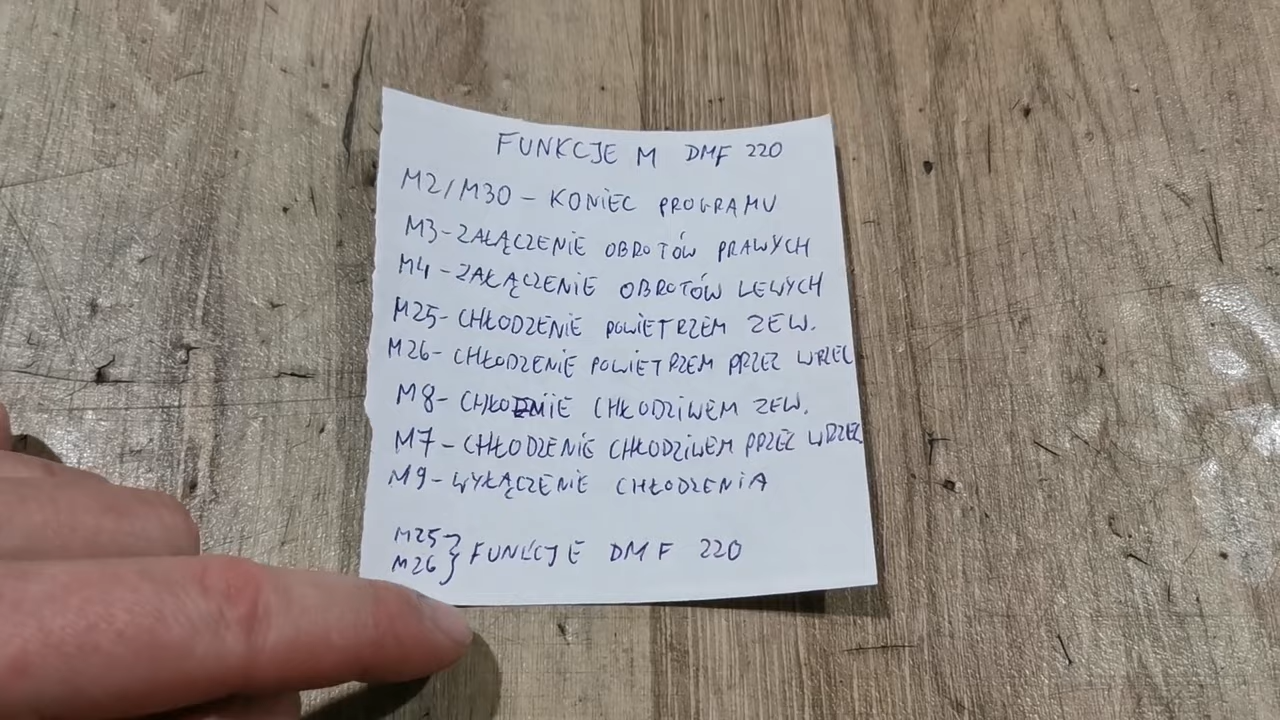 FUNKCJE M DMF 220
M2/M30 - KONIEC PROGRAMU
M3-ZAŁĄCZENIE OBROTÓW PRAWYCH
M4-ZAŁĄCZENIE OBROTÓW LEWYCH
M25-CHŁODZENIE POWIETRZEM ZEW.
M26-CHŁODZENIE POWIETRZEM PRZEZ WRZEC
M8-CHŁODZNIE CHŁODZIWEM ZEW.
M7-CHŁODZENIE CHŁODZIWEM PRZEZ WRZEC
M9-WYŁĄCZENIE CHŁODZENIA
M25
M26 } FUNKCJE DMF 220